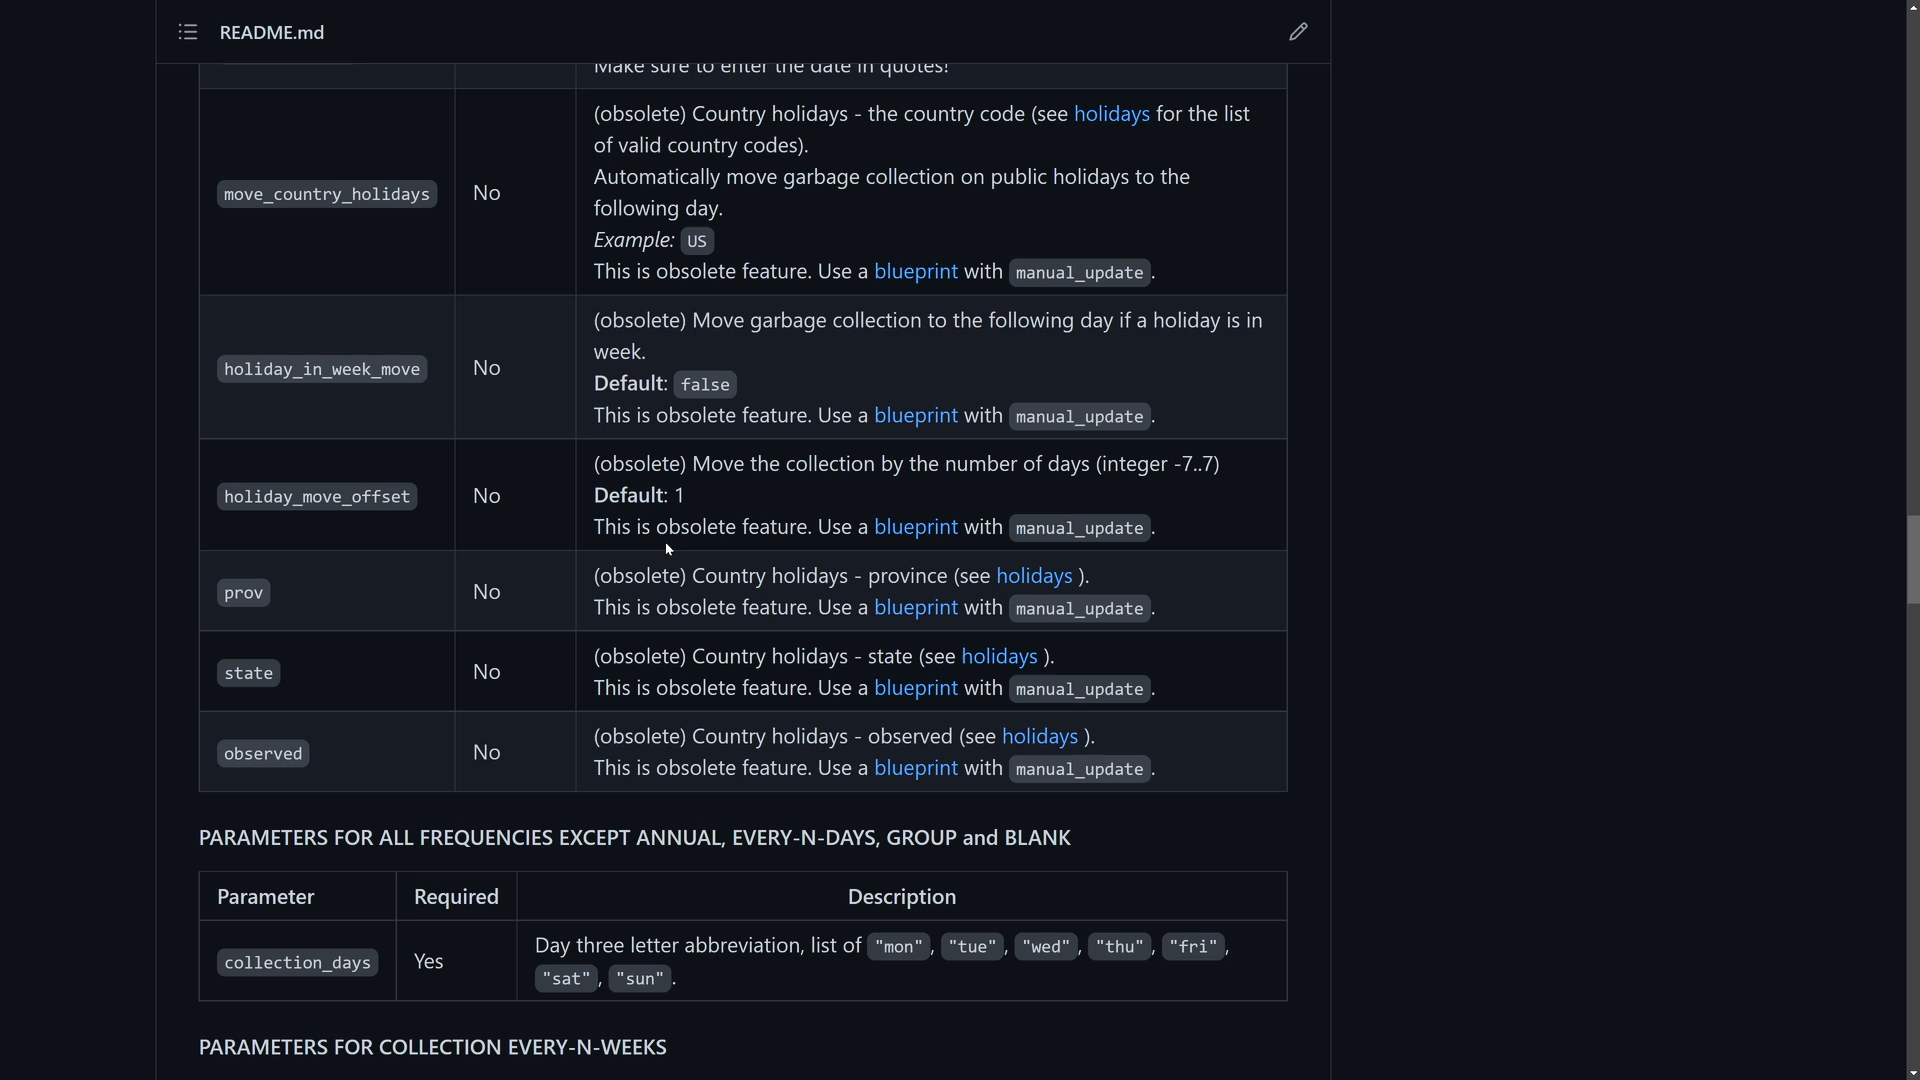 README.md
Make sure to enter the date in quotes!
(obsolete) Country holidays - the country code (see holidays for the list
of valid country codes).
Automatically move garbage collection on public holidays to the
move_country_holidays No
following day.
Example: US
This is obsolete feature. Use a blueprint with manual_update.
(obsolete) Move garbage collection to the following day if a holiday is in
week.
holiday_in_week_move No
Default: false
This is obsolete feature. Use a blueprint with manual_update.
(obsolete) Move the collection by the number of days (integer -7..7)
holiday_move_offset No
Default: 1
This is obsolete feature. Use a blueprint with manual_update.
prov No
(obsolete) Country holidays - province (see holidays ).
This is obsolete feature. Use a blueprint with manual_update.
state No
(obsolete) Country holidays - state (see holidays ).
This is obsolete feature. Use a blueprint with manual_update.
observed No
(obsolete) Country holidays - observed (see holidays ).
This is obsolete feature. Use a blueprint with manual_update.
PARAMETERS FOR ALL FREQUENCIES EXCEPT ANNUAL, EVERY-N-DAYS, GROUP and BLANK
Parameter Required Description
collection_days Yes
Day three letter abbreviation, list of "mon", "tue", "wed", "thu", "fri",
"sat", "sun".
PARAMETERS FOR COLLECTION EVERY-N-WEEKS